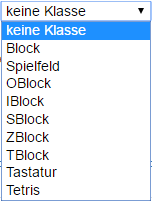 keine Klasse
keine Klasse
Block
Spielfeld
OBlock
IBlock
SBlock
ZBlock
TBlock
Tastatur
Tetris